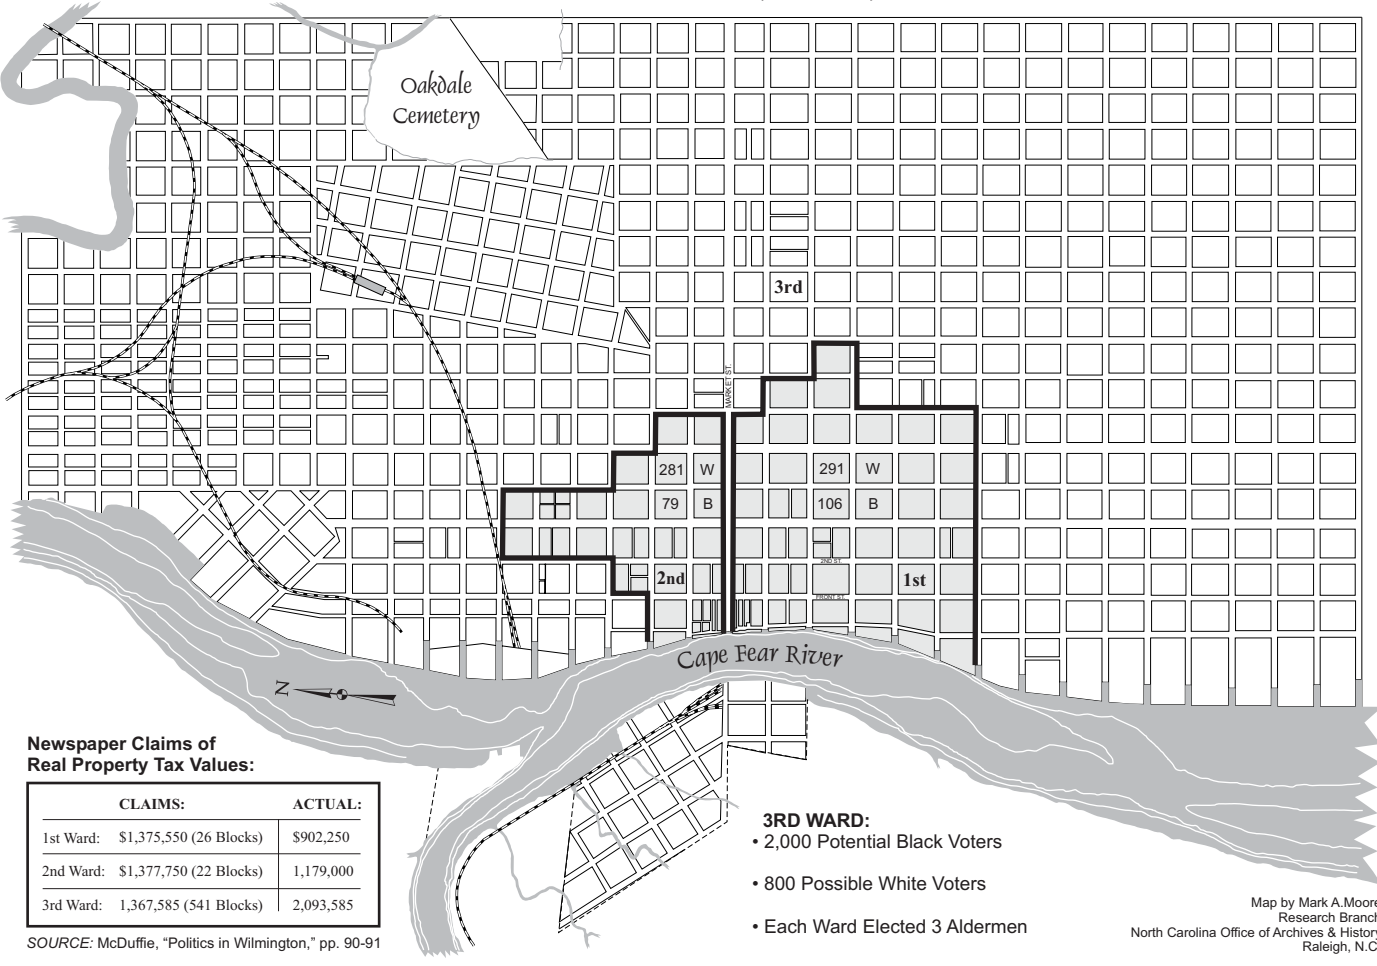 Oakdale
Cemetery
3rd
MARKET ST.
281 W
291 W
79 B
106 B
2ND ST.
2nd
1st
FRONT ST.
Cape Fear River
N
Newspaper Claims of
Real Property Tax Values:
CLAIMS: ACTUAL:
1st Ward: $1,375,550 (26 Blocks) $902,250
2nd Ward: $1,377,750 (22 Blocks) 1,179,000
3rd Ward: 1,367,585 (541 Blocks) 2,093,585
SOURCE: McDuffie, “Politics in Wilmington,” pp. 90-91
3RD WARD:
• 2,000 Potential Black Voters
• 800 Possible White Voters
• Each Ward Elected 3 Aldermen
Map by Mark A.Moore
Research Branch
North Carolina Office of Archives & History
Raleigh, N.C